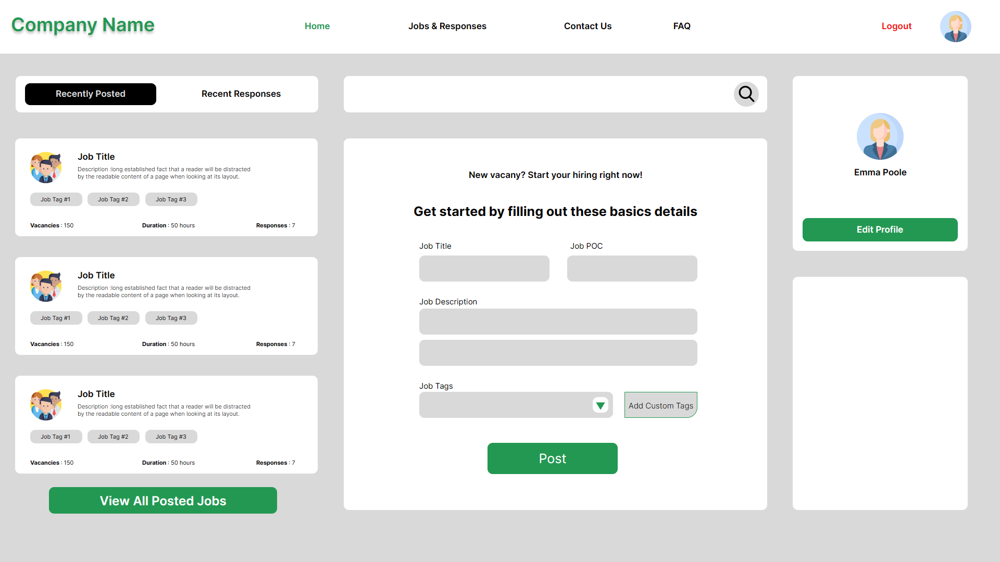 Company Name
Home
Jobs & Responses
Contact Us
FAQ
Logout
Recently Posted
Recent Responses
Job Title
Description :long established fact that a reader will be distracted
by the readable content of a page when looking at its layout.
Job Tag #1
Job Tag #2
Job Tag #3
Vacancies : 150
Duration : 50 hours
Responses : 7
Job Title
Description :long established fact that a reader will be distracted
by the readable content of a page when looking at its layout.
Job Tag #1
Job Tag #2
Job Tag #3
Vacancies : 150
Duration : 50 hours
Responses : 7
Job Title
Description :long established fact that a reader will be distracted
by the readable content of a page when looking at its layout.
Job Tag #1
Job Tag #2
Job Tag #3
Vacancies : 150
Duration : 50 hours
Responses : 7
View All Posted Jobs
New vacany? Start your hiring right now!
Get started by filling out these basics details
Job Title
Job POC
Job Description
Job Tags
Add Custom Tags
Post
Emma Poole
Edit Profile